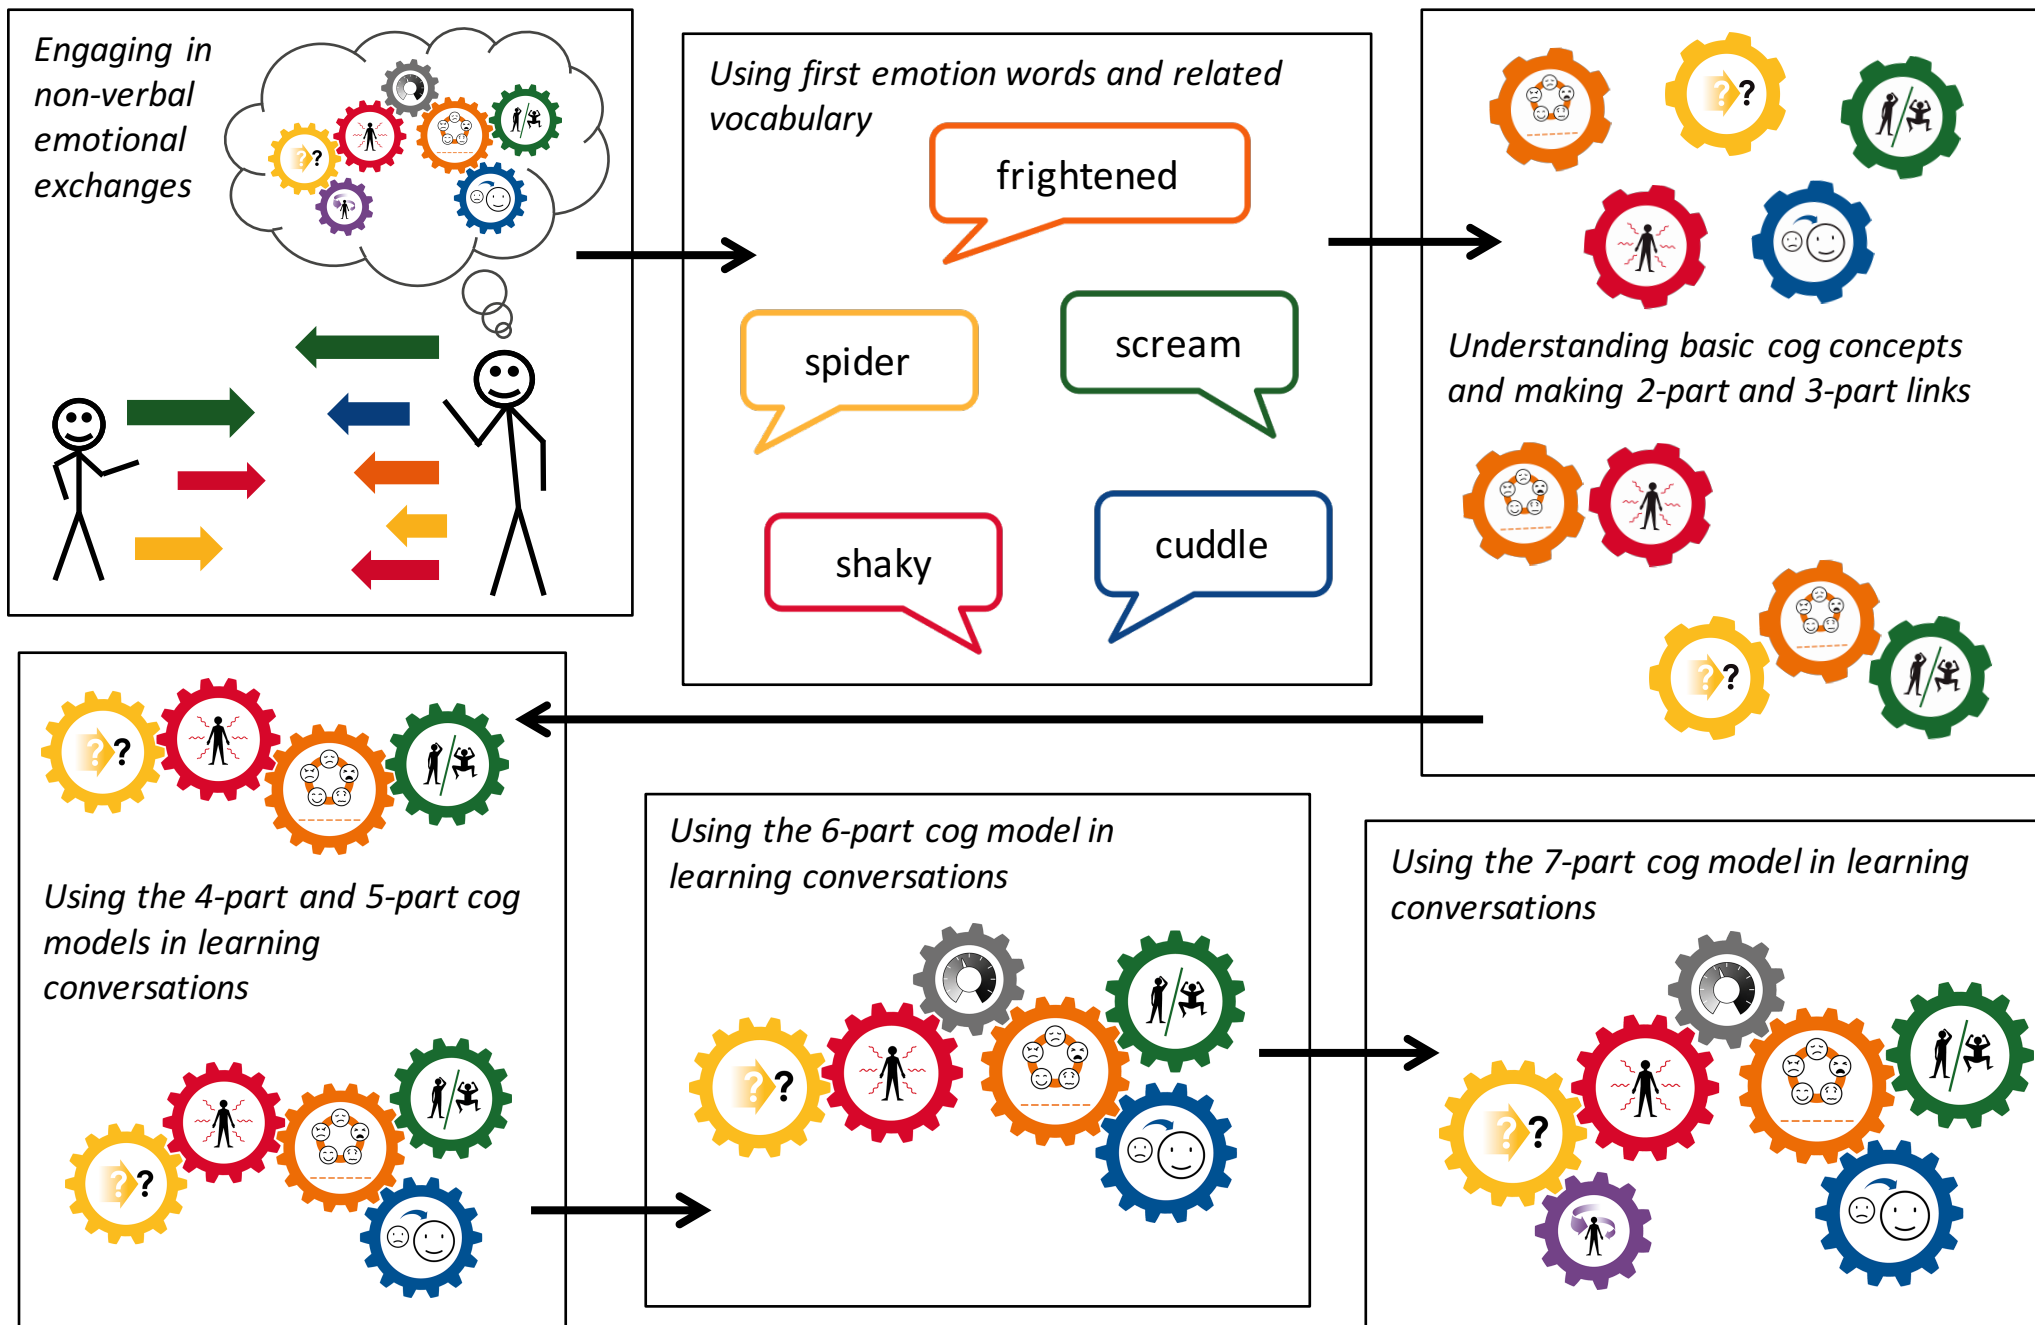 Engaging in
non-verbal
emotional
exchanges
? ?
Using first emotion words and related
vocabulary
frightened
spider
scream
shaky
cuddle
? ?
Understanding basic cog concepts
and making 2-part and 3-part links
? ?
? ?
Using the 4-part and 5-part cog
models in learning
conversations
? ?
Using the 6-part cog model in
learning conversations
? ?
Using the 7-part cog model in learning
conversations
? ?